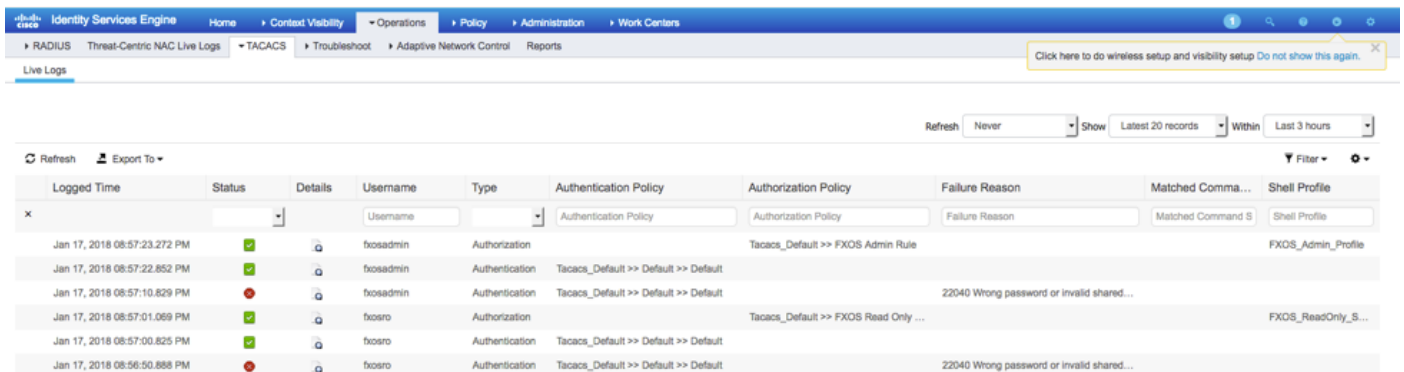 cisco Identity Services Engine Home Context Visibility Operations Policy Administration Work Centers 1
RADIUS Threat-Centric NAC Live Logs TACACS Troubleshoot Adaptive Network Control Reports
Click here to do wireless setup and visibility setup Do not show this again.
Live Logs
Refresh Never Show Latest 20 records Within Last 3 hours
Refresh Export To Filter
Logged Time Status Details Username Type Authentication Policy Authorization Policy Failure Reason Matched Comma... Shell Profile
Username Authentication Policy Authorization Policy Failure Reason Matched Command S Shell Profile
Jan 17, 2018 08:57:23.272 PM fxosadmin Authorization Tacacs_Default >> FXOS Admin Rule FXOS_Admin_Profile
Jan 17, 2018 08:57:22.852 PM fxosadmin Authentication Tacacs_Default >> Default >> Default
Jan 17, 2018 08:57:10.829 PM fxosadmin Authentication Tacacs_Default >> Default >> Default 22040 Wrong password or invalid shared...
Jan 17, 2018 08:57:01.069 PM fxosro Authorization Tacacs_Default >> FXOS Read Only ... FXOS_ReadOnly_S...
Jan 17, 2018 08:57:00.825 PM fxosro Authentication Tacacs_Default >> Default >> Default
Jan 17, 2018 08:56:50.888 PM fxosro Authentication Tacacs_Default >> Default >> Default 22040 Wrong password or invalid shared...